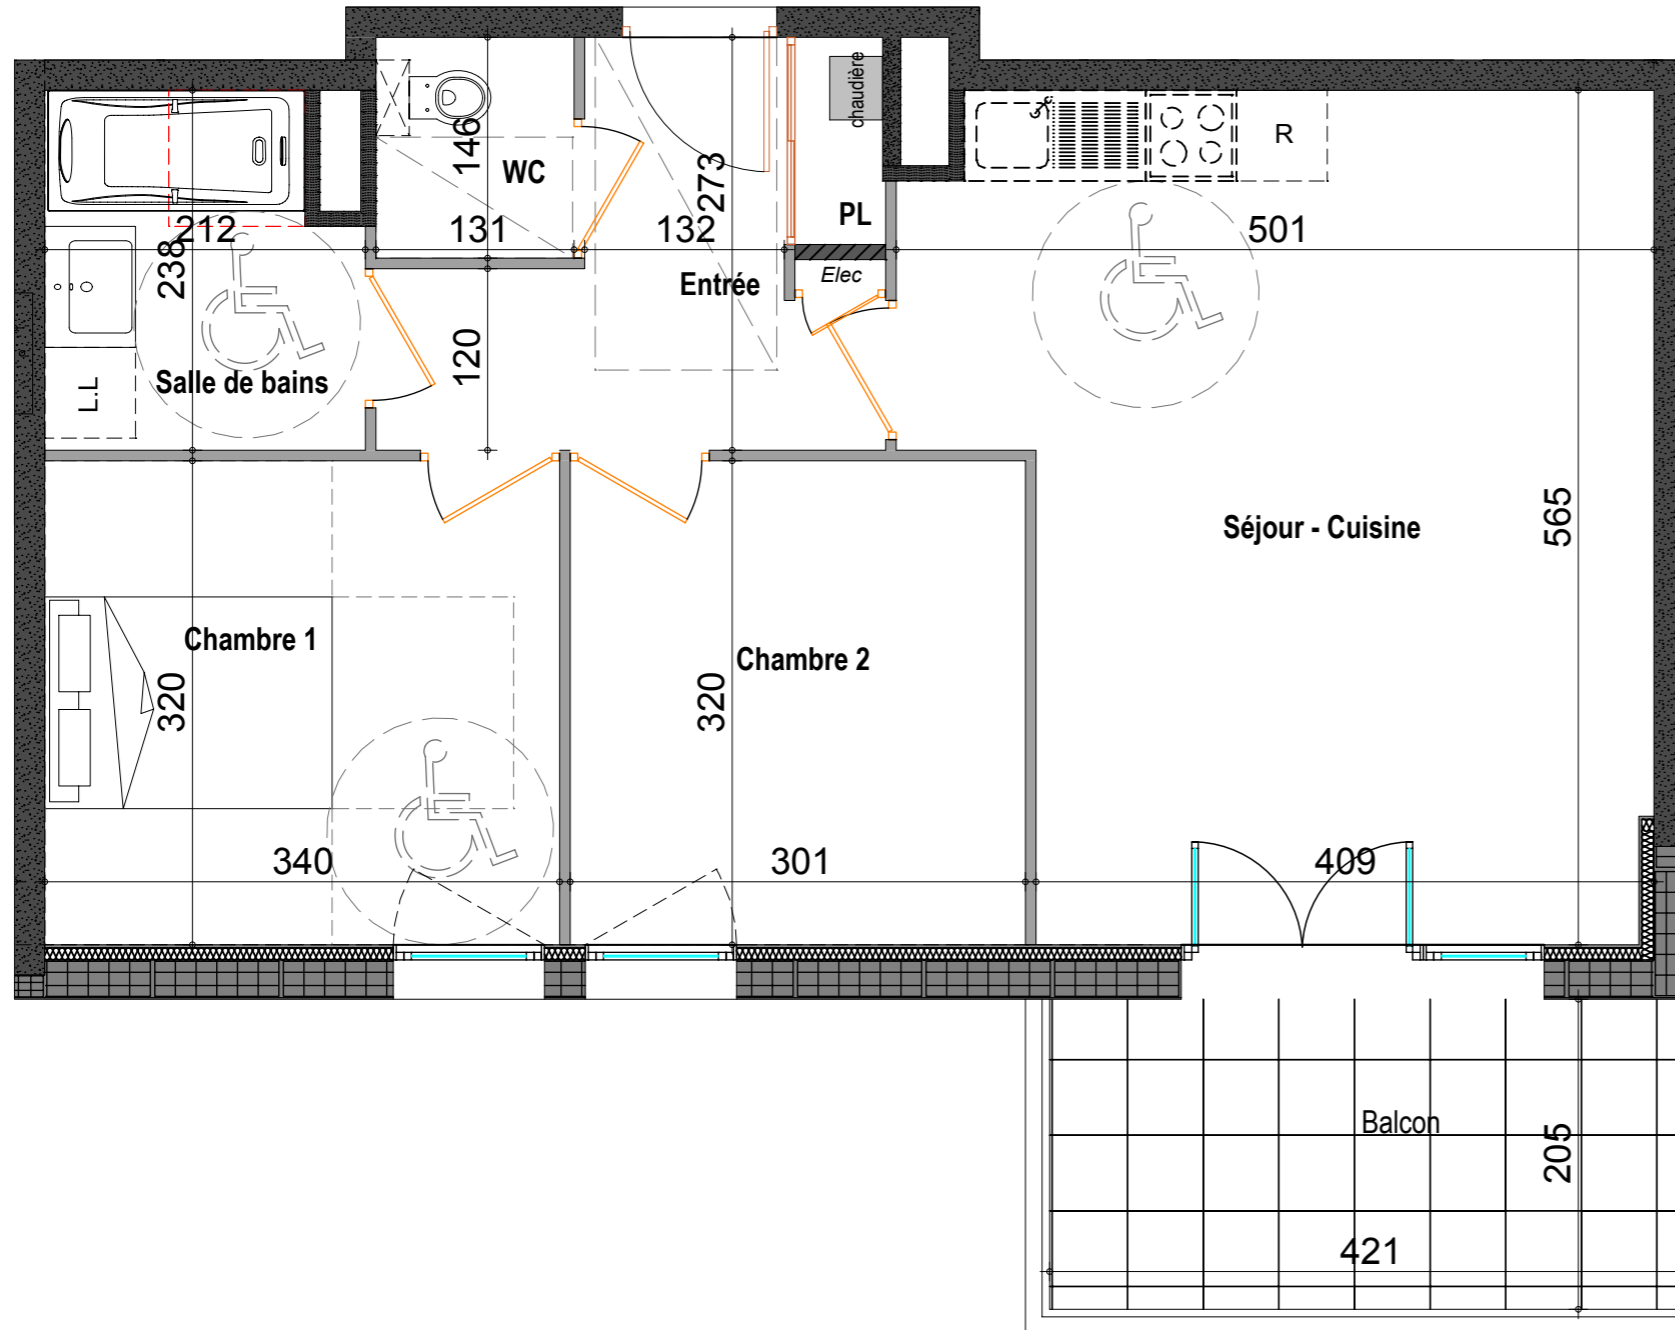 chaudière
R
146
WC
273
PL
212
131
132
501
238
Elec
Entrée
120
Salle de bains
L.L
Séjour - Cuisine
565
Chambre 1
Chambre 2
320
320
340
301
409
Balcon
205
421